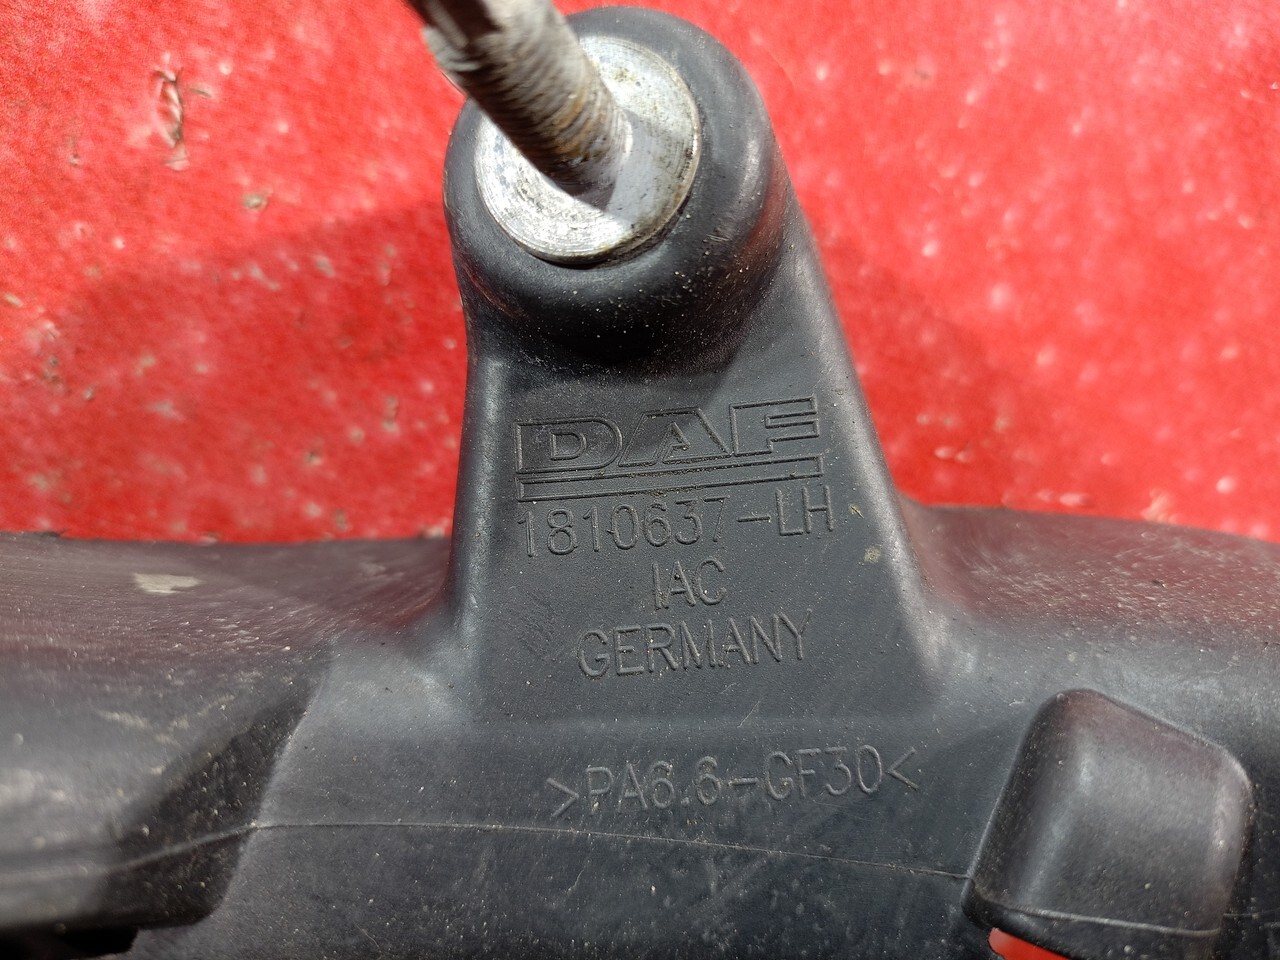 DAF
1810637-LH
IAC
GERMANY
>PA6.6-GF30<